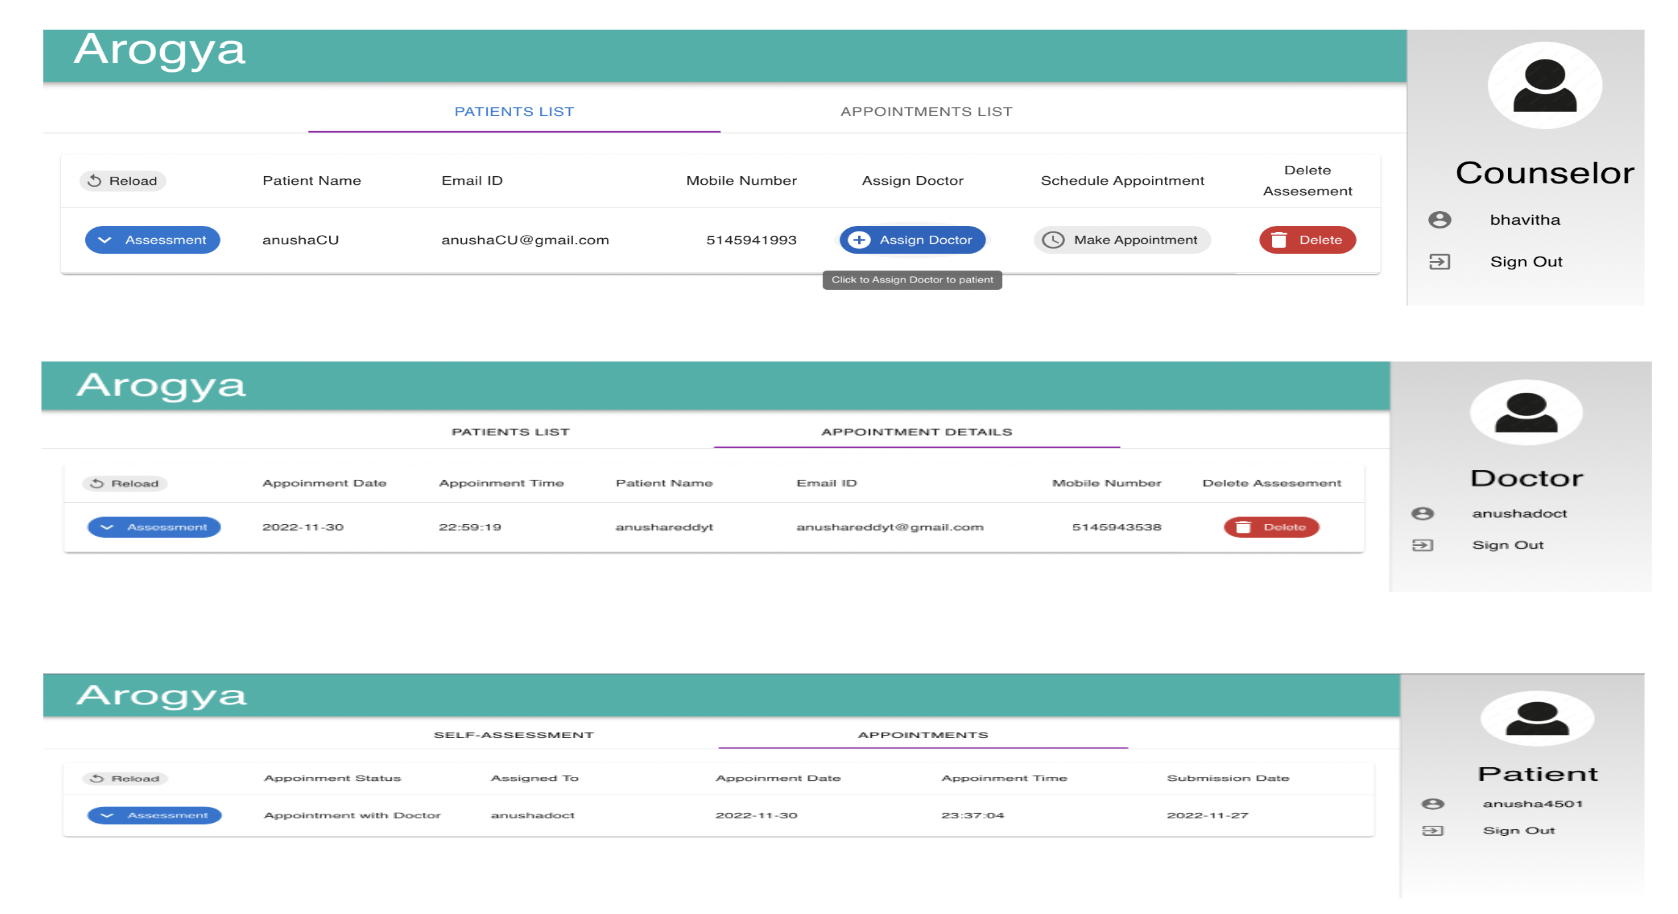 Arogya
PATIENTS LIST APPOINTMENTS LIST
Reload Patient Name Email ID Mobile Number Assign Doctor Schedule Appointment Delete Assesement
Assessment anushaCU anushaCU@gmail.com 5145941993 Assign Doctor Make Appointment Delete
Click to Assign Doctor to patient
Counselor
bhavitha
Sign Out
Arogya
PATIENTS LIST APPOINTMENT DETAILS
Reload Appoinment Date Appoinment Time Patient Name Email ID Mobile Number Delete Assesement
Assessment 2022-11-30 22:59:19 anushareddyt anushareddyt@gmail.com 5145943538 Delete
Doctor
anushadoct
Sign Out
Arogya
SELF-ASSESSMENT APPOINTMENTS
Reload Appoinment Status Assigned To Appoinment Date Appoinment Time Submission Date
Assessment Appointment with Doctor anushadoct 2022-11-30 23:37:04 2022-11-27
Patient
anusha4501
Sign Out